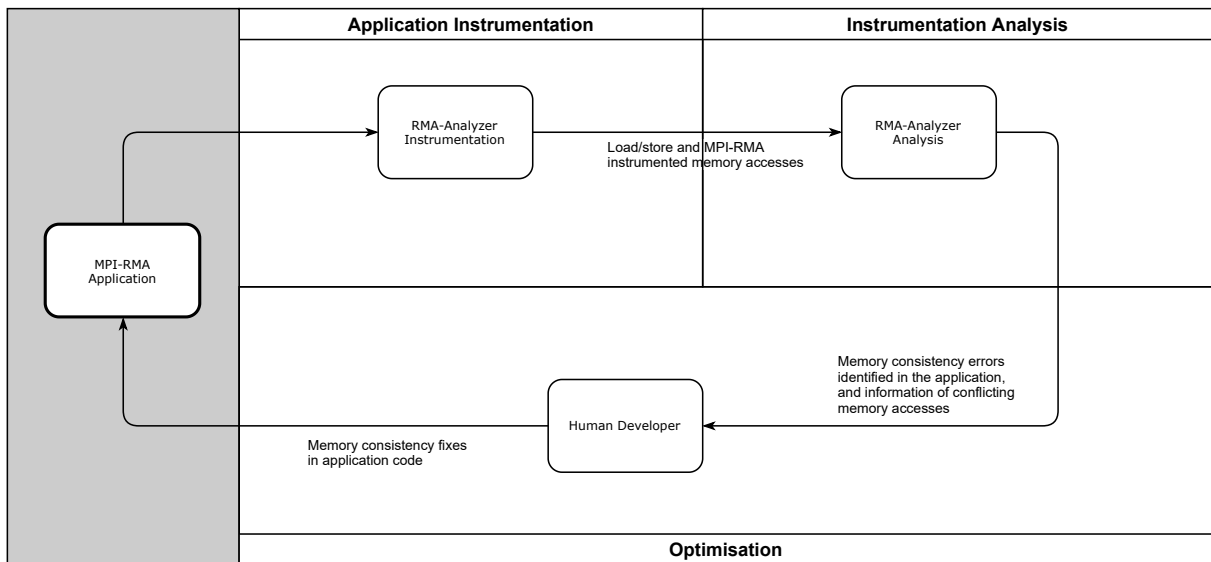 Application Instrumentation
Instrumentation Analysis
RMA-Analyzer
Instrumentation
Load/store and MPI-RMA
instrumented memory accesses
RMA-Analyzer
Analysis
MPI-RMA
Application
Memory consistency errors
identified in the application,
and information of conflicting
memory accesses
Human Developer
Memory consistency fixes
in application code
Optimisation